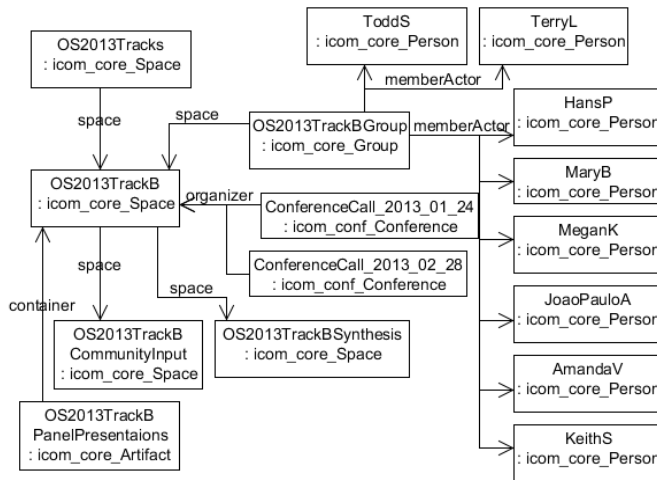 ToddS
: icom_core_Person
TerryL
: icom_core_Person
OS2013Tracks
: icom_core_Space
memberActor
HansP
: icom_core_Person
space
space
OS2013TrackBGroup
: icom_core_Group
memberActor
MaryB
: icom_core_Person
OS2013TrackB
: icom_core_Space
organizer
ConferenceCall_2013_01_24
: icom_conf_Conference
MeganK
: icom_core_Person
ConferenceCall_2013_02_28
: icom_conf_Conference
space
space
container
JoaoPauloA
: icom_core_Person
OS2013TrackB
CommunityInput
: icom_core_Space
OS2013TrackBSynthesis
: icom_core_Space
AmandaV
: icom_core_Person
OS2013TrackB
PanelPresentaions
: icom_core_Artifact
KeithS
: icom_core_Person